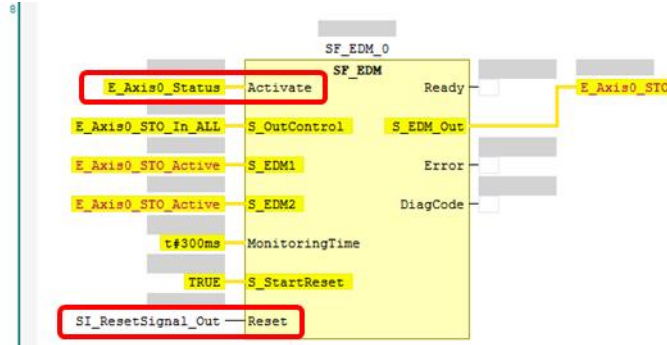 8
SF_EDM_0
SF_EDM
E_Axis0_Status Activate Ready E_Axis0_STO
E_Axis0_STO_In_ALL S_OutControl S_EDM_Out
E_Axis0_STO_Active S_EDM1 Error
E_Axis0_STO_Active S_EDM2 DiagCode
t#300ms MonitoringTime
TRUE S_StartReset
SI_ResetSignal_Out Reset